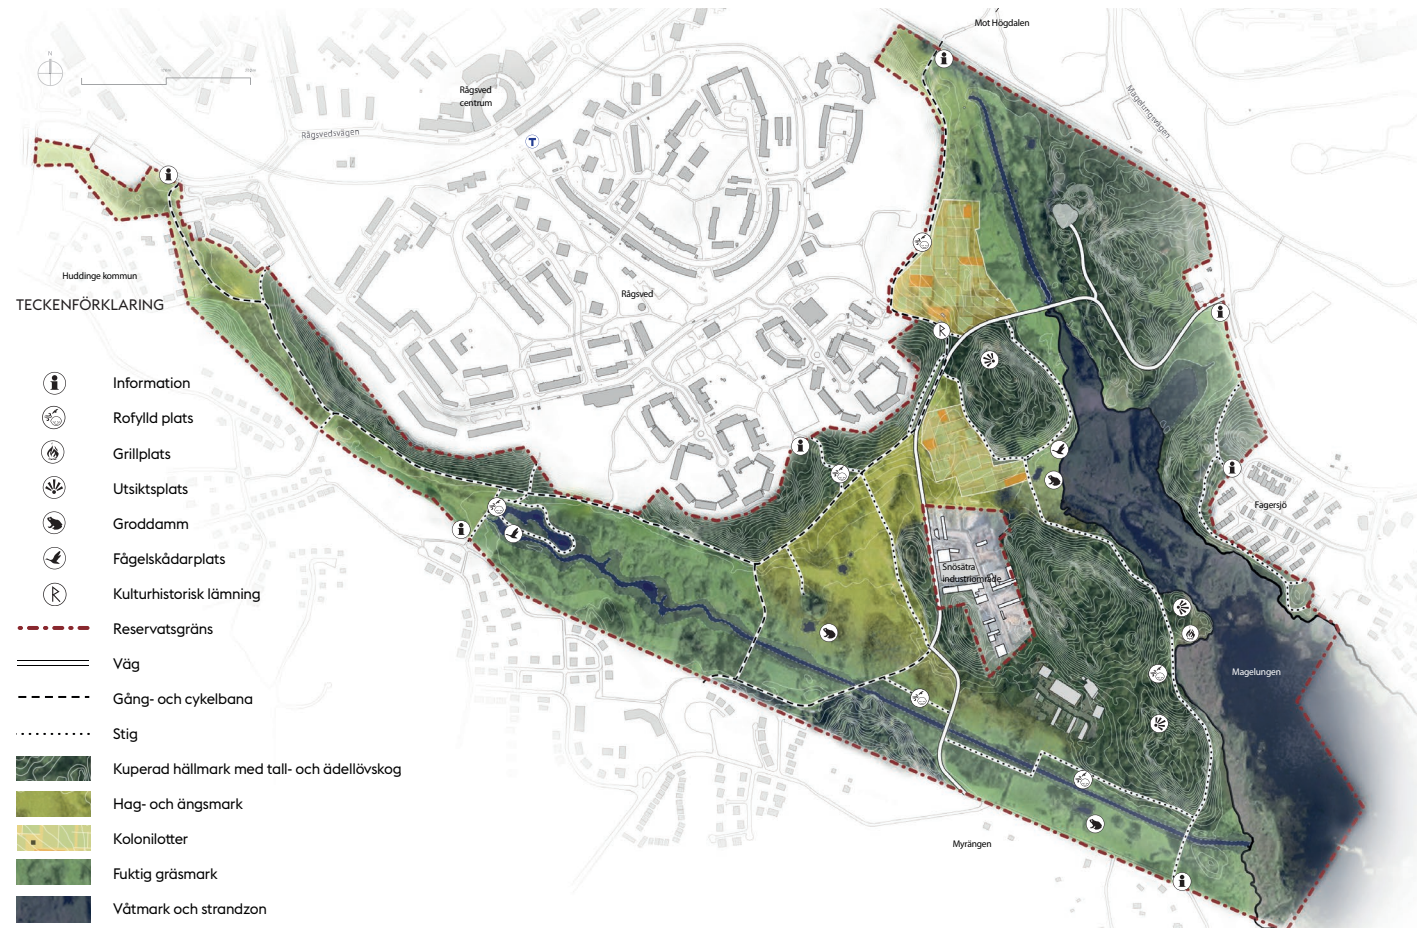 Mot Högdalen
N
Rågsved
centrum
Magelungsvägen
Rågsvedsvägen
T
Huddinge kommun
Rågsved
TECKENFÖRKLARING
Information
Rofylld plats
Grillplats
Utsiktsplats
Groddamm
Fågelskådarplats
Kulturhistorisk lämning
Reservatsgräns
Väg
Gång- och cykelbana
Stig
Kuperad hällmark med tall- och ädellövskog
Hag- och ängsmark
Kolonilotter
Fuktig gräsmark
Våtmark och strandzon
Fagersjö
Snösätra
industriområde
Magelungen
Myrängen